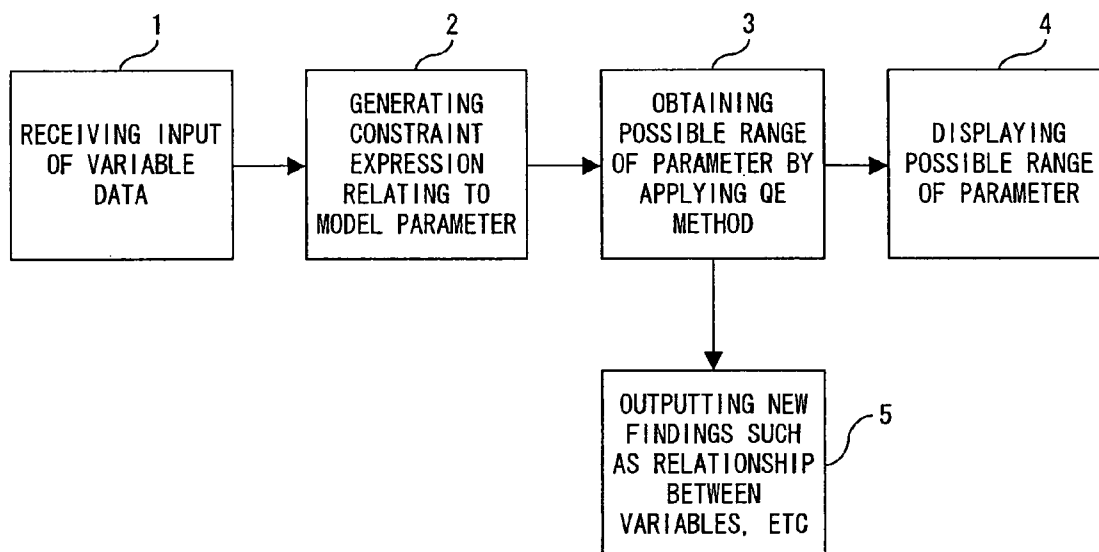 1
2
3
4
RECEIVING INPUT
OF VARIABLE
DATA
GENERATING
CONSTRAINT
EXPRESSION
RELATING TO
MODEL PARAMETER
OBTAINING
POSSIBLE RANGE
OF PARAMETER BY
APPLYING QE
METHOD
DISPLAYING
POSSIBLE RANGE
OF PARAMETER
OUTPUTTING NEW
FINDINGS SUCH
AS RELATIONSHIP
BETWEEN
VARIABLES, ETC
5